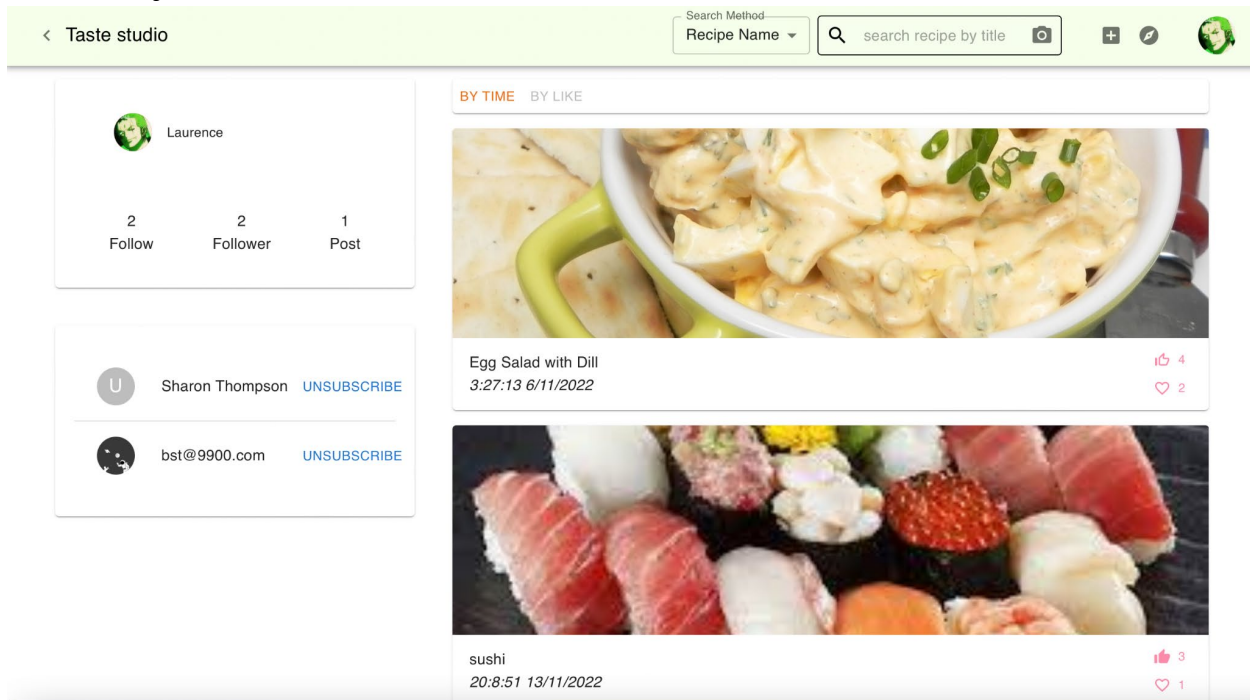 Taste studio
Search Method
Recipe Name
search recipe by title
Laurence
2 2 1
Follow Follower Post
U Sharon Thompson UNSUBSCRIBE
bst@9900.com UNSUBSCRIBE
BY TIME BY LIKE
Egg Salad with Dill 4
3:27:13 6/11/2022 2
sushi 3
20:8:51 13/11/2022 1